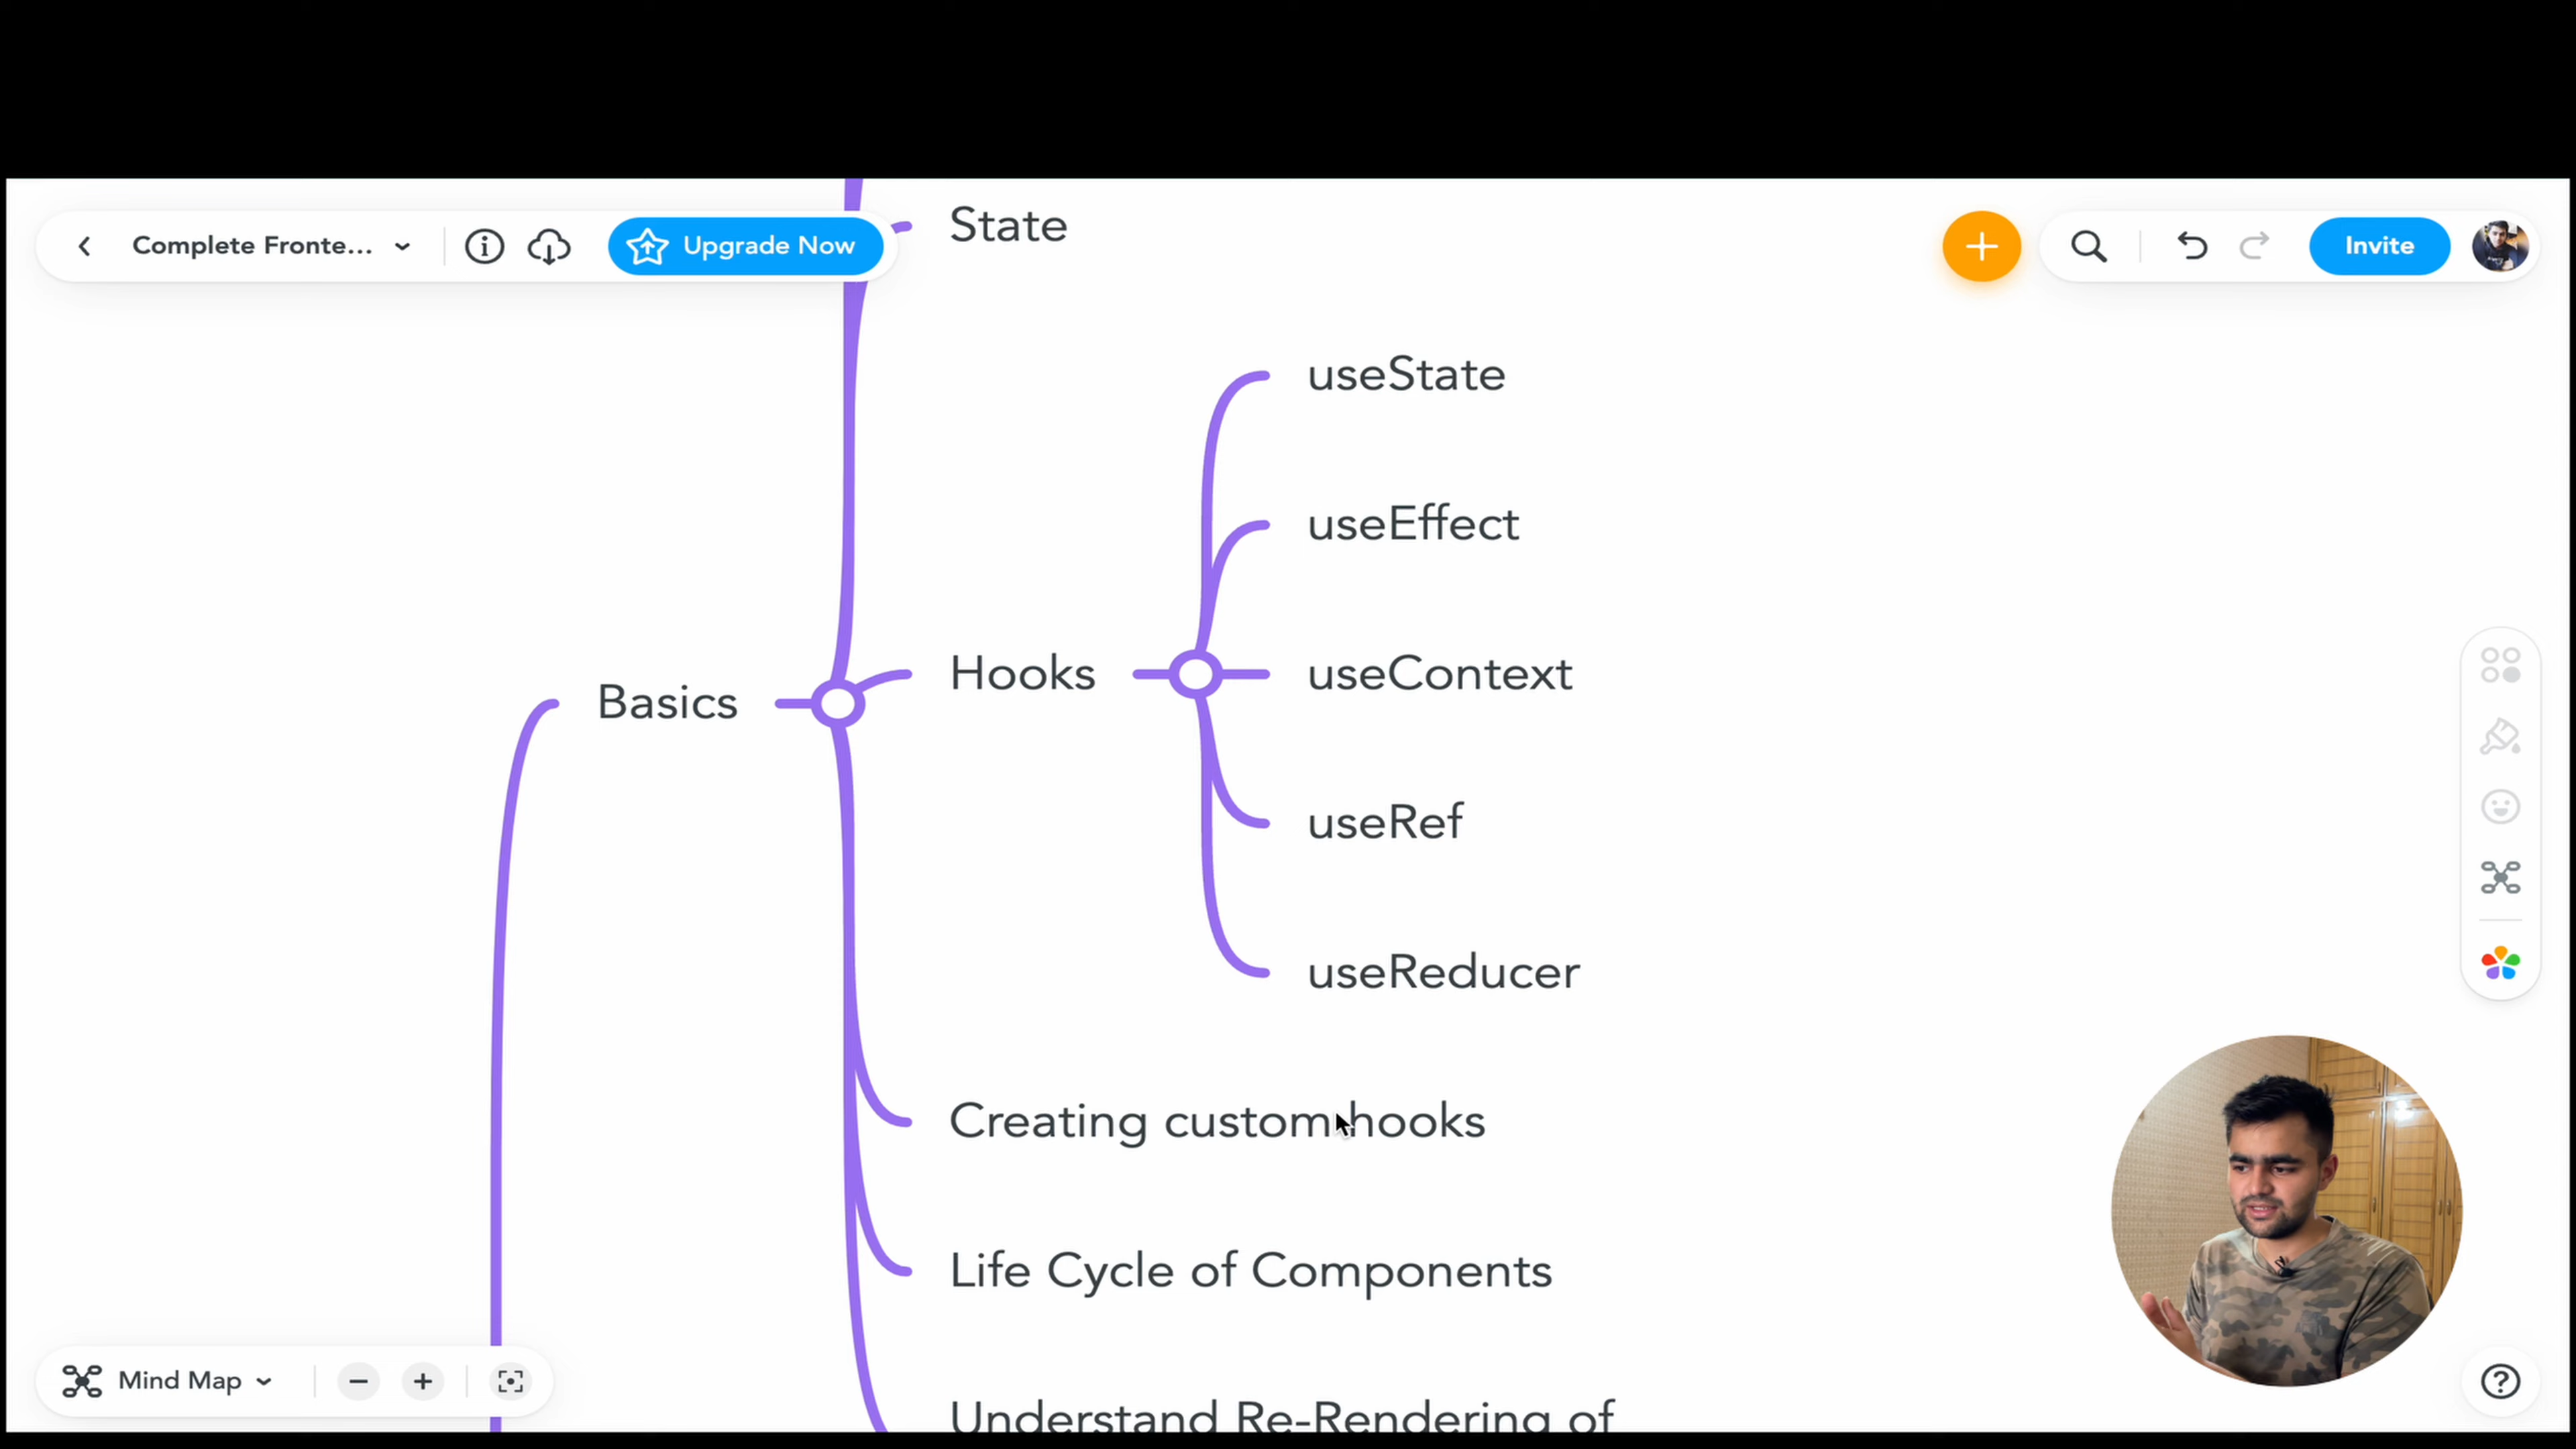 Complete Fronte...
Upgrade Now
Invite
State
useState
useEffect
Basics
Hooks
useContext
useRef
useReducer
Creating custom hooks
Life Cycle of Components
Understand Re-Rendering of
Mind Map